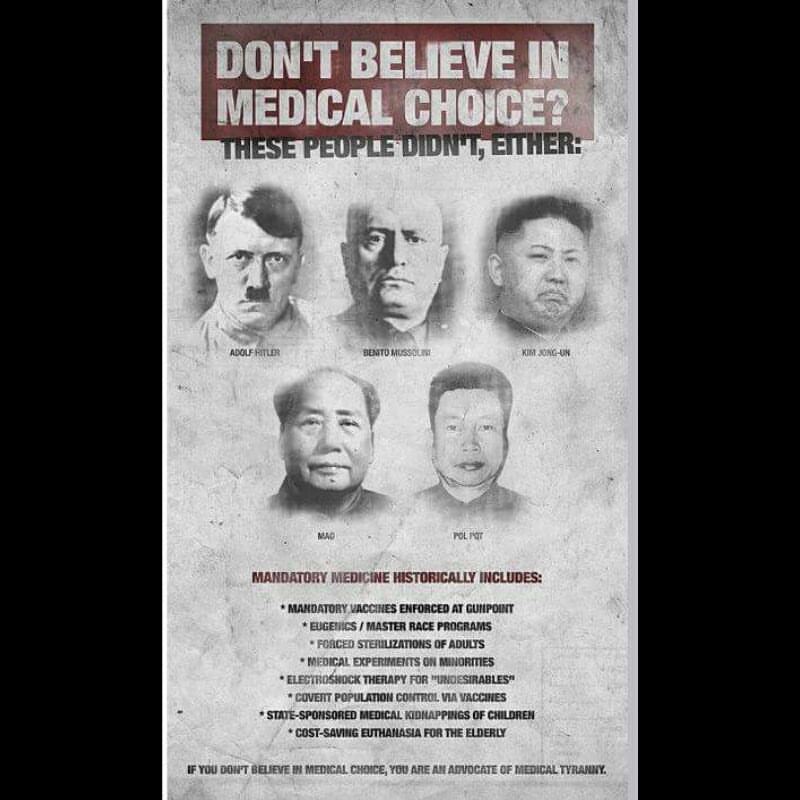 DON'T BELIEVE IN
MEDICAL CHOICE?
THESE PEOPLE DIDN'T, EITHER:
ADOLF HITLER
BENITO MUSSOLINI
KIM JONG-UN
MAO
POL POT
MANDATORY MEDICINE HISTORICALLY INCLUDES:
* MANDATORY VACCINES ENFORCED AT GUNPOINT
* EUGENICS / MASTER RACE PROGRAMS
* FORCED STERILIZATIONS OF ADULTS
* MEDICAL EXPERIMENTS ON MINORITIES
* ELECTROSHOCK THERAPY FOR "UNDESIRABLES"
* COVERT POPULATION CONTROL VIA VACCINES
* STATE-SPONSORED MEDICAL KIDNAPPINGS OF CHILDREN
* COST-SAVING EUTHANASIA FOR THE ELDERLY
IF YOU DON'T BELIEVE IN MEDICAL CHOICE, YOU ARE AN ADVOCATE OF MEDICAL TYRANNY.